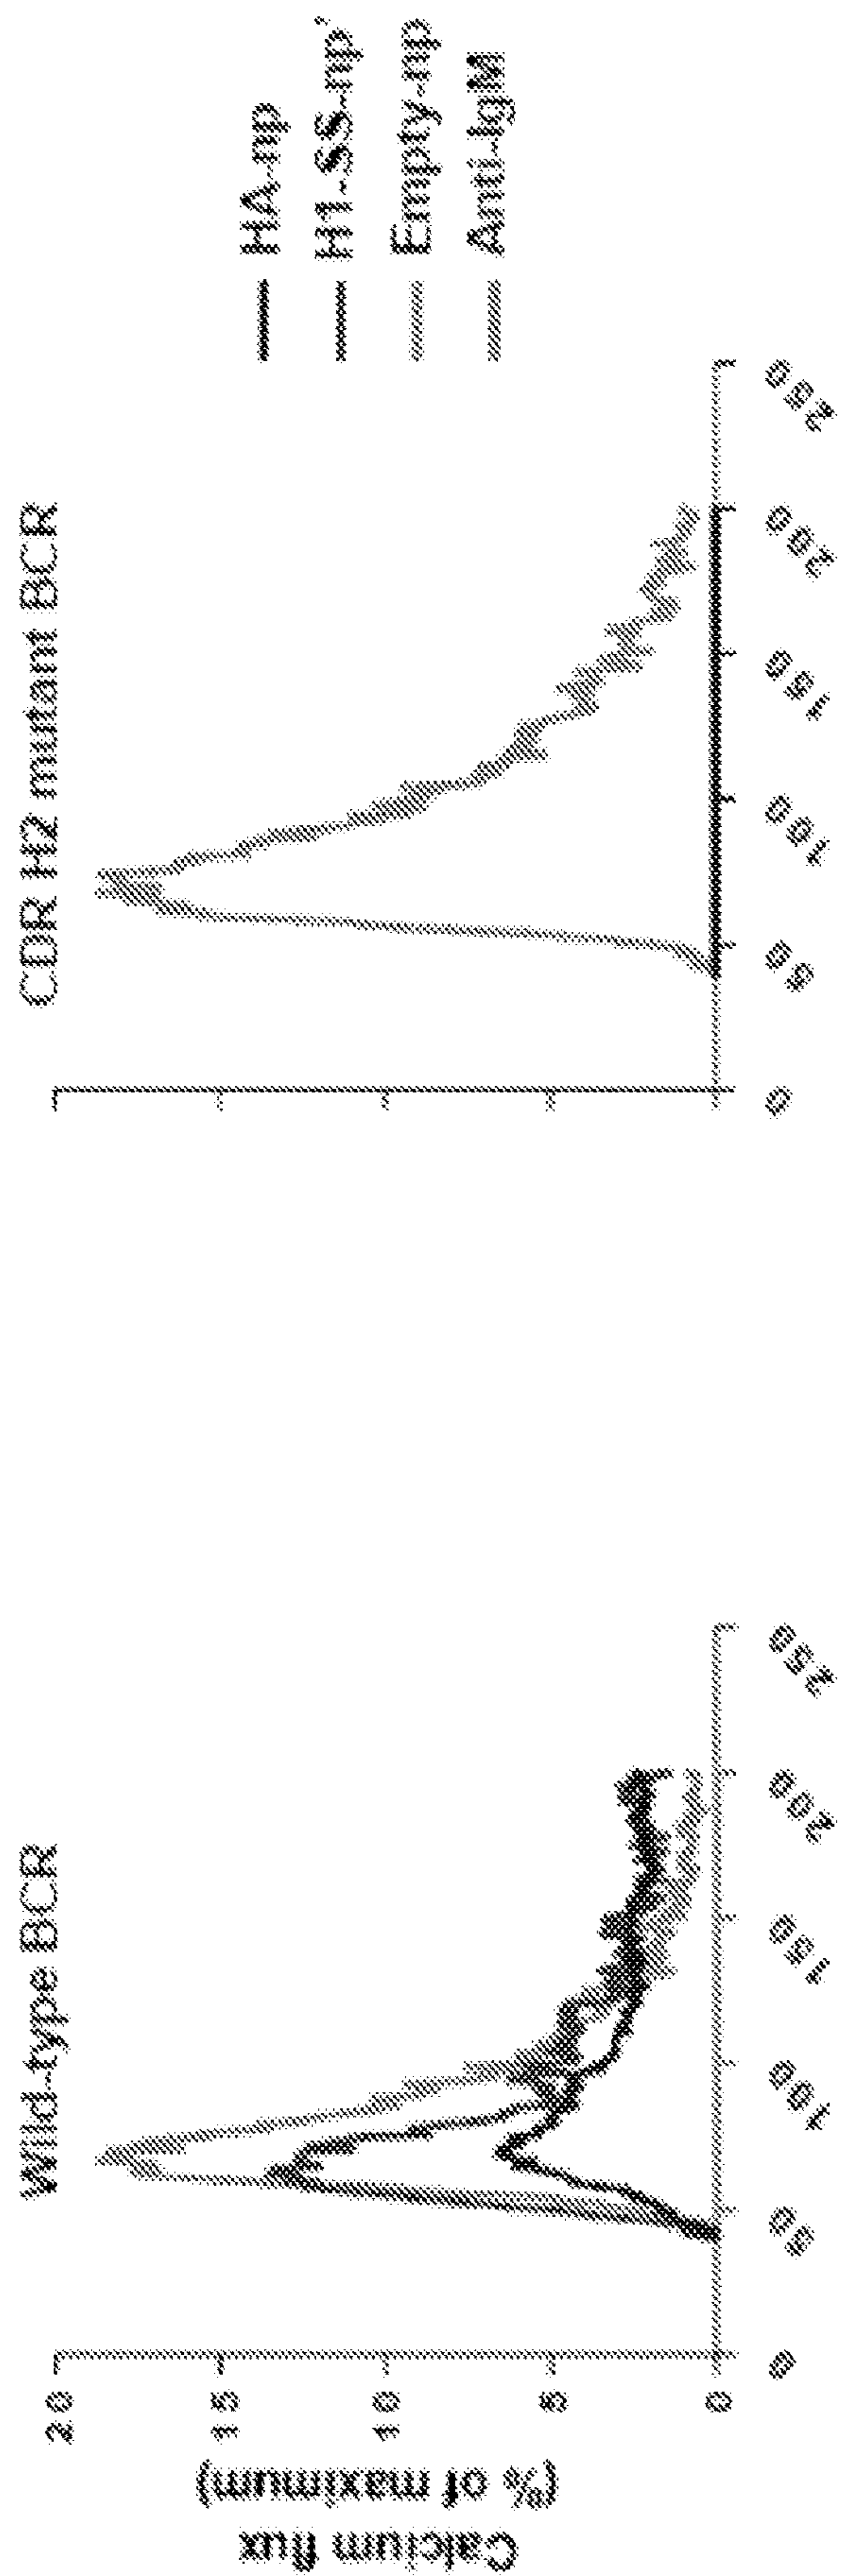 Wild-type BCR
Calcium flux
(% of maximum)
20
15
10
5
0
0
50
100
150
200
250
CDR H2 mutant BCR
0
50
100
150
200
250
HA-np
H1-SS-np'
Empty-np
Anti-IgM